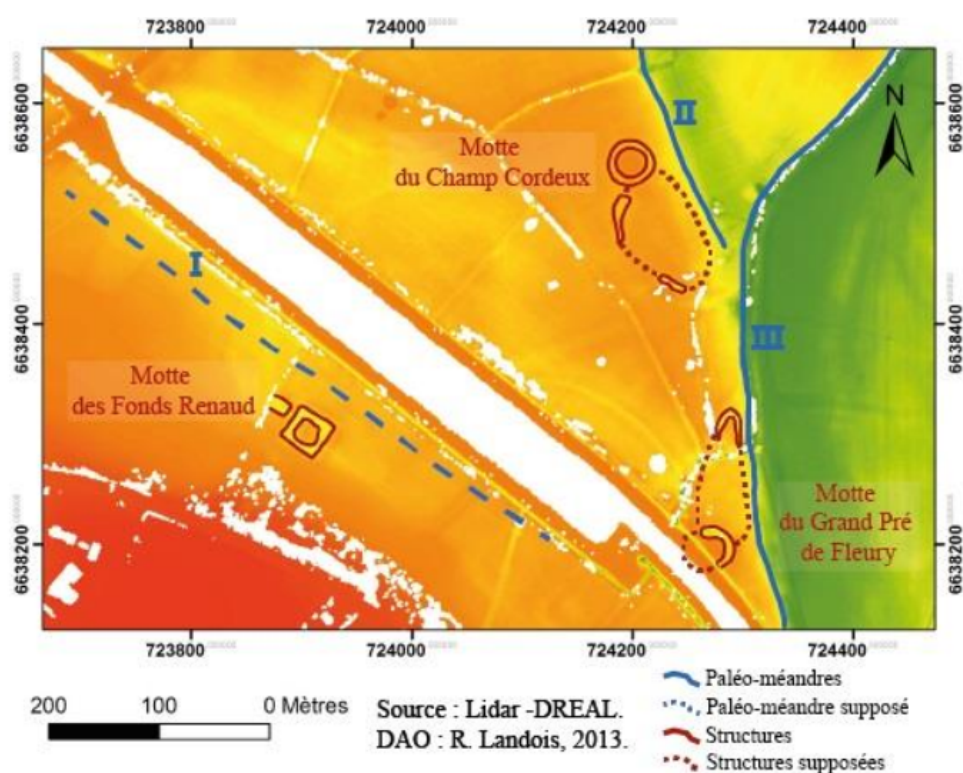 723800 724000 724200 724400
6638600
6638400
6638200
6638600
6638400
6638200
N
II
Motte
du Champ Cordeux
I
III
Motte
des Fonds Renaud
Motte
du Grand Pré
de Fleury
723800 724000 724200 724400
200 100 0 Mètres
Source : Lidar -DREAL.
DAO : R. Landois, 2013.
Paléo-méandres
Paléo-méandre supposé
Structures
Structures supposées